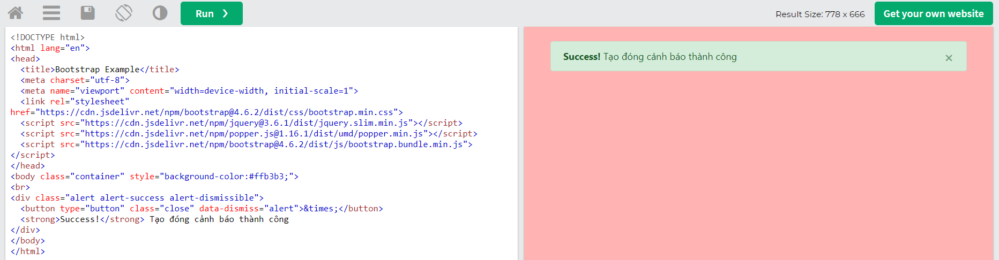 Run ❯
Result Size: 778 x 666
Get your own website
<!DOCTYPE html>
<html lang="en">
<head>
  <title>Bootstrap Example</title>
  <meta charset="utf-8">
  <meta name="viewport" content="width=device-width, initial-scale=1">
  <link rel="stylesheet"
href="https://cdn.jsdelivr.net/npm/bootstrap@4.6.2/dist/css/bootstrap.min.css">
  <script src="https://cdn.jsdelivr.net/npm/jquery@3.6.1/dist/jquery.slim.min.js"></script>
  <script src="https://cdn.jsdelivr.net/npm/popper.js@1.16.1/dist/umd/popper.min.js"></script>
  <script src="https://cdn.jsdelivr.net/npm/bootstrap@4.6.2/dist/js/bootstrap.bundle.min.js">
</script>
</head>
<body class="container" style="background-color:#ffb3b3;">
<br>
<div class="alert alert-success alert-dismissible">
  <button type="button" class="close" data-dismiss="alert">&times;</button>
  <strong>Success!</strong> Tạo đóng cảnh báo thành công
</div>
</body>
</html>
Success! Tạo đóng cảnh báo thành công ×